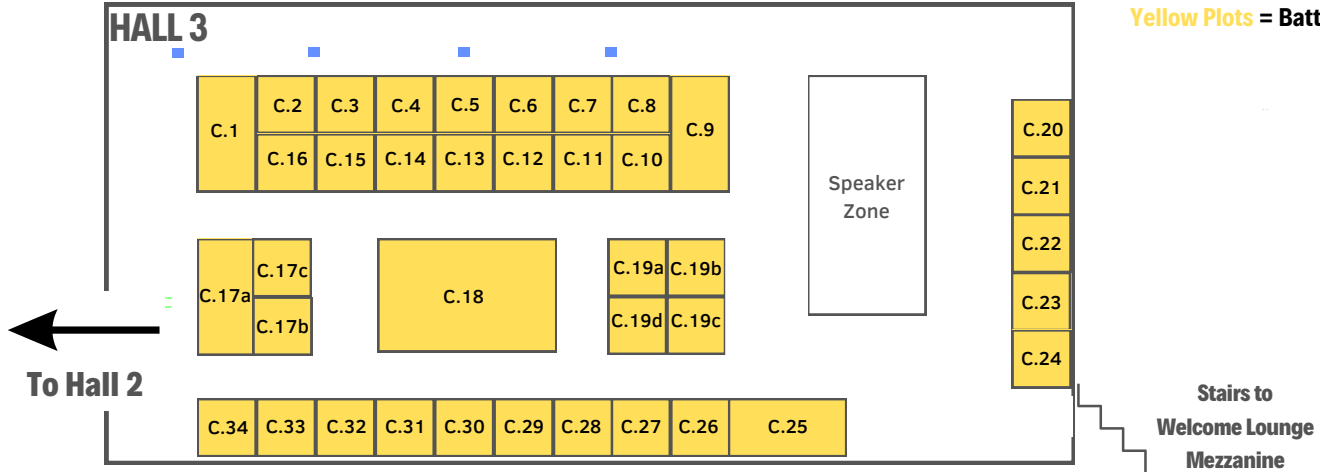 HALL 3
Yellow Plots = Batt
C.1
C.2 C.3 C.4 C.5 C.6 C.7 C.8
C.9
C.16 C.15 C.14 C.13 C.12 C.11 C.10
Speaker
Zone
C.20
C.21
C.22
C.23
C.24
C.17a
C.17c
C.17b
C.18
C.19a C.19b
C.19d C.19c
To Hall 2
C.34 C.33 C.32 C.31 C.30 C.29 C.28 C.27 C.26 C.25
Stairs to
Welcome Lounge
Mezzanine